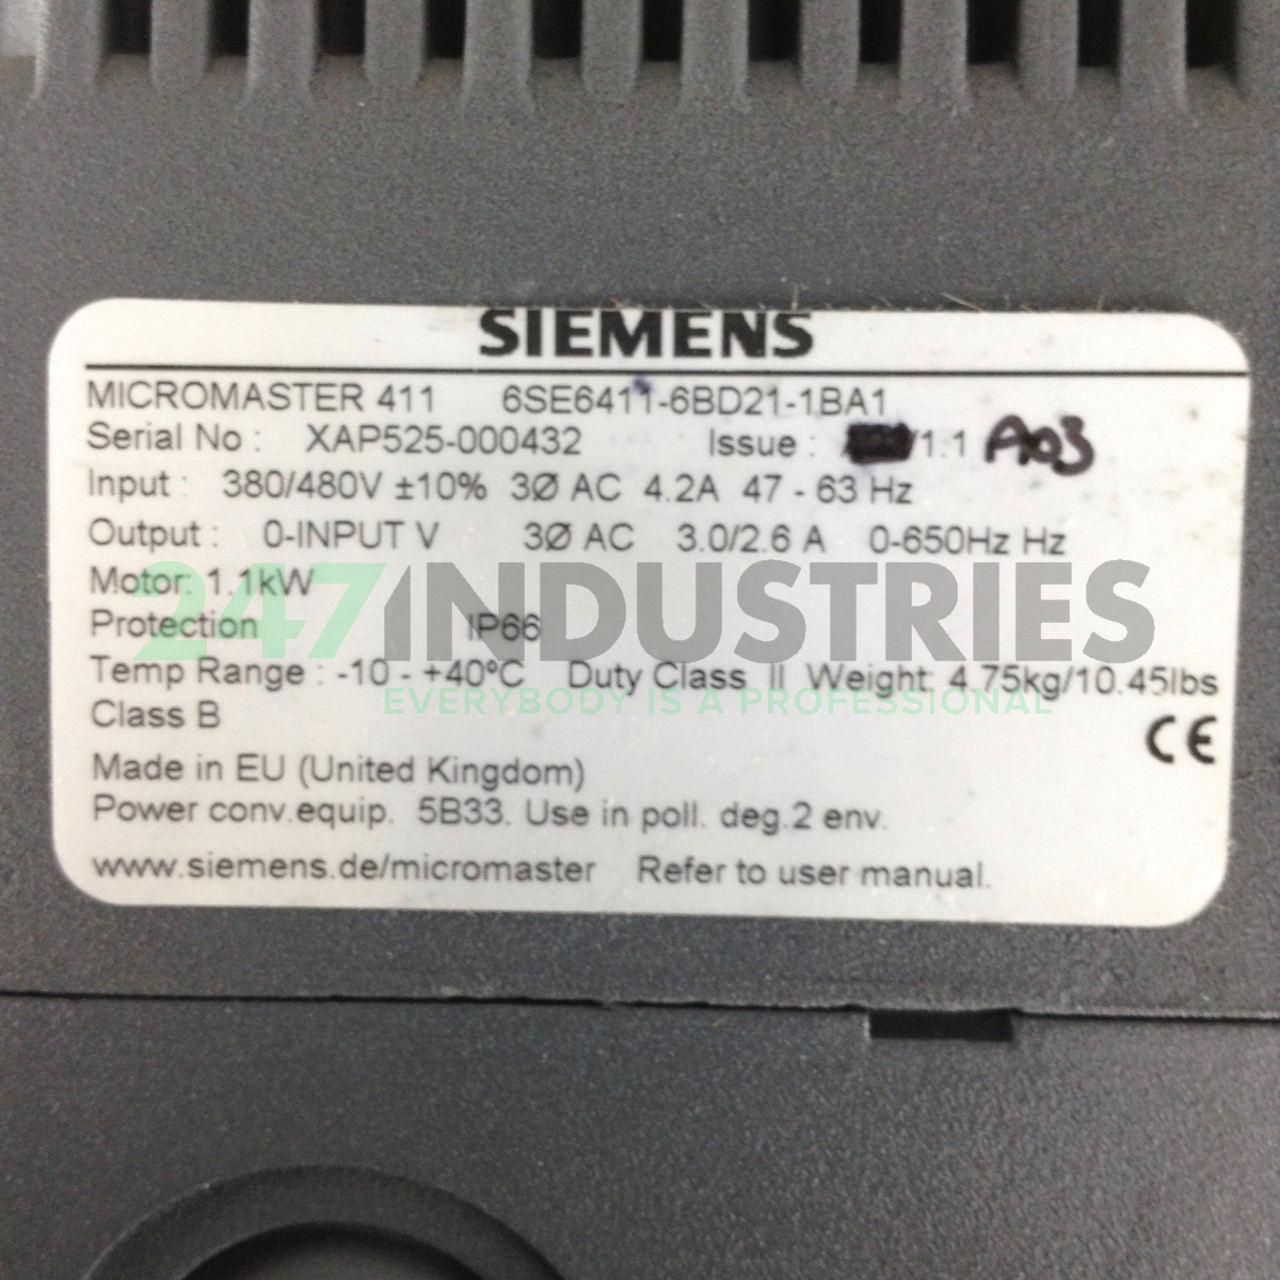 SIEMENS
MICROMASTER 411 6SE6411-6BD21-1BA1
Serial No : XAP525-000432 Issue : /1.1 A03
Input : 380/480V ±10% 3Ø AC 4.2A 47 - 63 Hz
Output : 0-INPUT V 3Ø AC 3.0/2.6 A 0-650Hz Hz
Motor: 1.1kW
247INDUSTRIES
Protection IP66
Temp Range : -10 - +40ºC Duty Class II Weight: 4.75kg/10.45lbs
EVERYBODY IS A PROFESSIONAL
Class B
CE
Made in EU (United Kingdom)
Power conv.equip. 5B33. Use in poll. deg.2 env.
www.siemens.de/micromaster Refer to user manual.